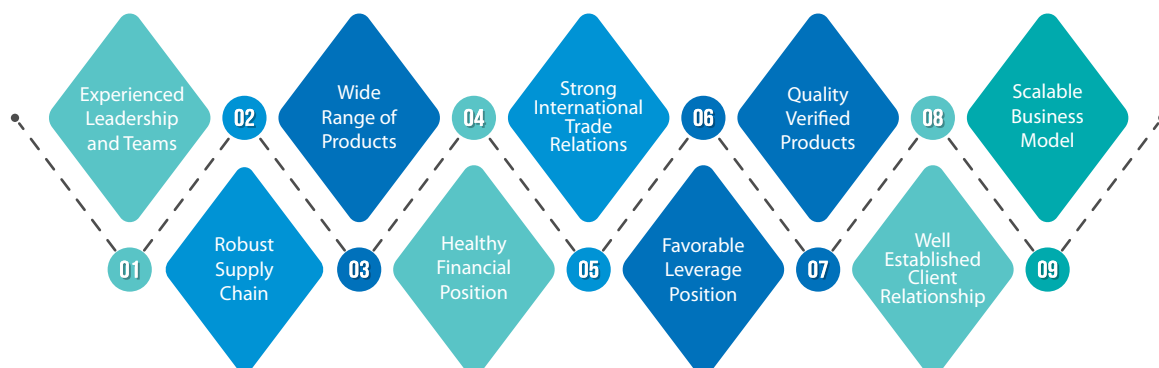 Experienced
Leadership
and Teams
01
02
Robust
Supply
Chain
Wide
Range of
Products
03
04
Healthy
Financial
Position
Strong
International
Trade
Relations
05
06
Favorable
Leverage
Position
Quality
Verified
Products
07
08
Well
Established
Client
Relationship
Scalable
Business
Model
09